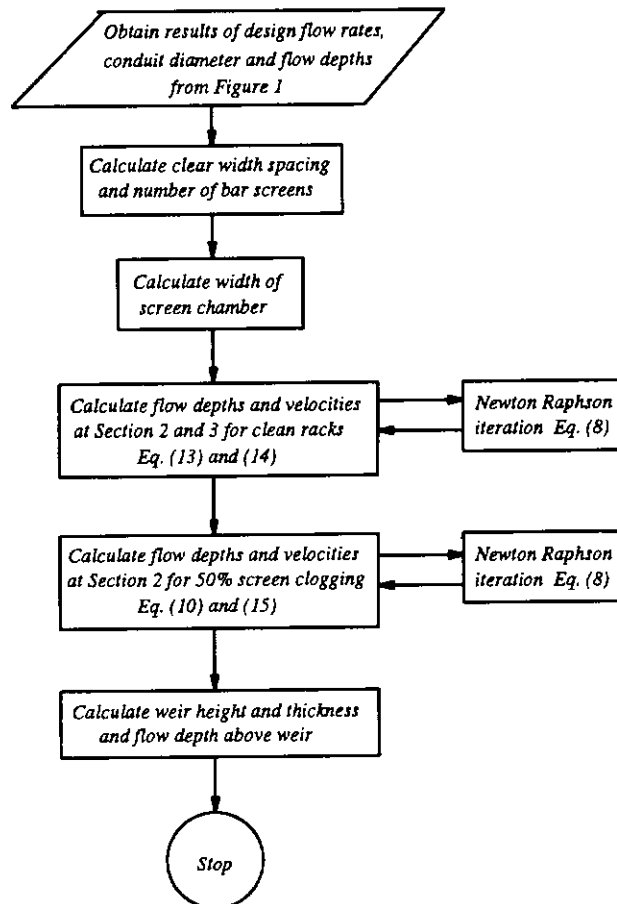 Obtain results of design flow rates,
conduit diameter and flow depths
from Figure 1
Calculate clear width spacing
and number of bar screens
Calculate width of
screen chamber
Calculate flow depths and velocities
at Section 2 and 3 for clean racks
Eq. (13) and (14)
Newton Raphson
iteration Eq. (8)
Calculate flow depths and velocities
at Section 2 for 50% screen clogging
Eq. (10) and (15)
Newton Raphson
iteration Eq. (8)
Calculate weir height and thickness
and flow depth above weir
Stop